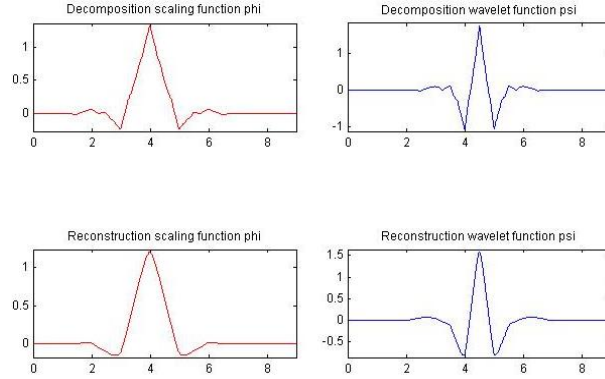 Decomposition scaling function phi
1
0.5
0
0 2 4 6 8
Decomposition wavelet function psi
1
0
-1
0 2 4 6 8
Reconstruction scaling function phi
1
0.5
0
0 2 4 6 8
Reconstruction wavelet function psi
1.5
1
0.5
0
-0.5
0 2 4 6 8